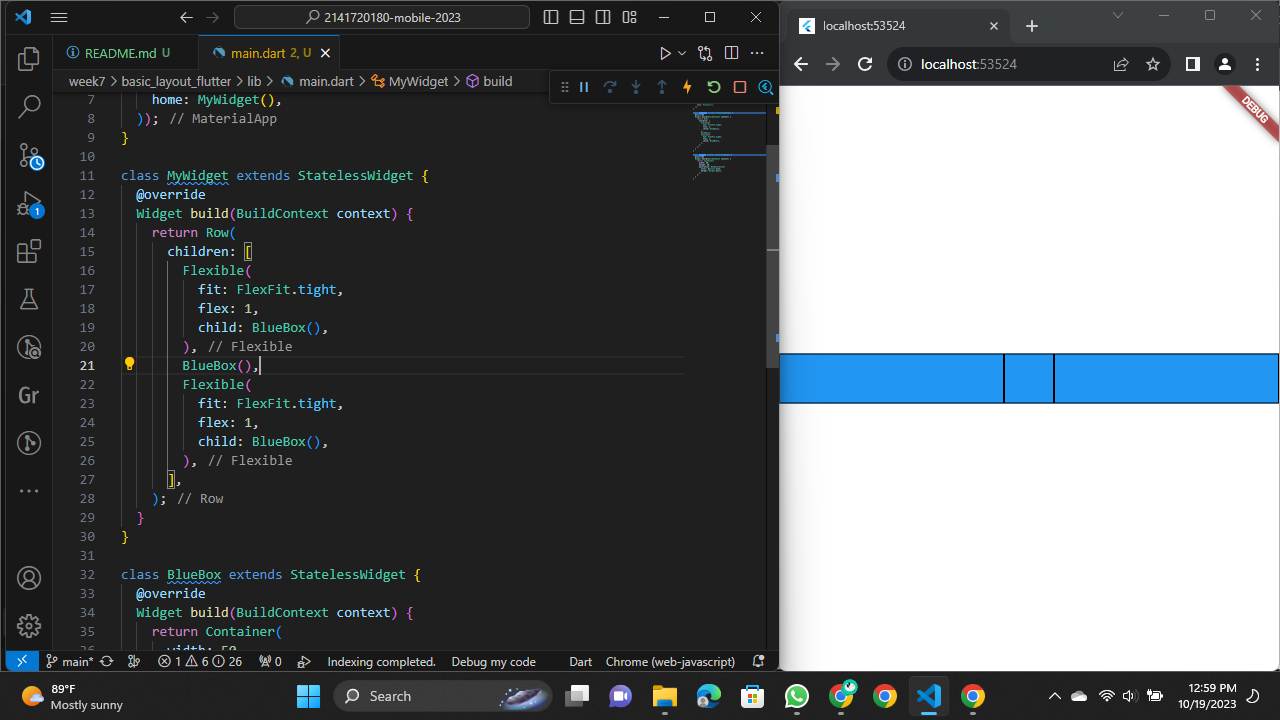 2141720180-mobile-2023
README.md U
main.dart 2, U
week7 > basic_layout_flutter > lib > main.dart > MyWidget > build
7 home: MyWidget(),
8 )); // MaterialApp
9 }
10
11 class MyWidget extends StatelessWidget {
12 @override
13 Widget build(BuildContext context) {
14 return Row(
15 children: [
16 Flexible(
17 fit: FlexFit.tight,
18 flex: 1,
19 child: BlueBox(),
20 ), // Flexible
21 BlueBox(),
22 Flexible(
23 fit: FlexFit.tight,
24 flex: 1,
25 child: BlueBox(),
26 ), // Flexible
27 ],
28 ); // Row
29 }
30 }
31
32 class BlueBox extends StatelessWidget {
33 @override
34 Widget build(BuildContext context) {
35 return Container(
1
Gr
main* 1 6 26 0 Indexing completed. Debug my code Dart Chrome (web-javascript)
localhost:53524
localhost:53524
DEBUG
89°F
Mostly sunny
Search
12:59 PM
10/19/2023